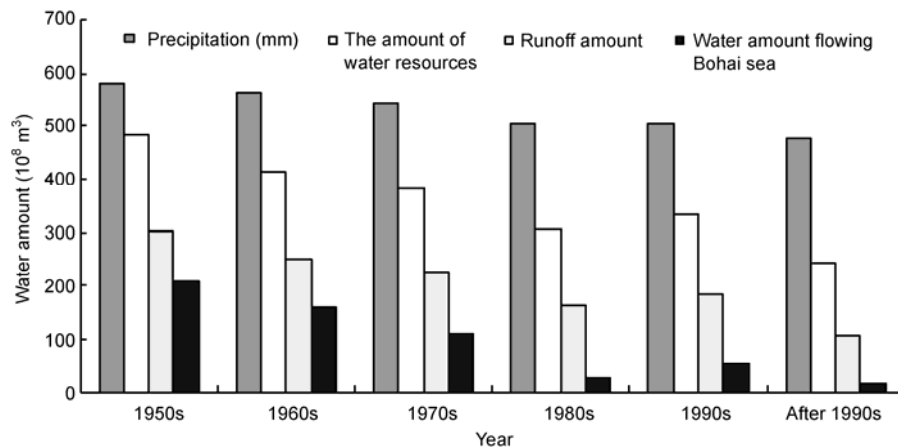 700
600
500
400
300
200
100
0
Water amount (10⁸ m³)
Precipitation (mm)
The amount of
water resources
Runoff amount
Water amount flowing
Bohai sea
1950s
1960s
1970s
1980s
1990s
After 1990s
Year